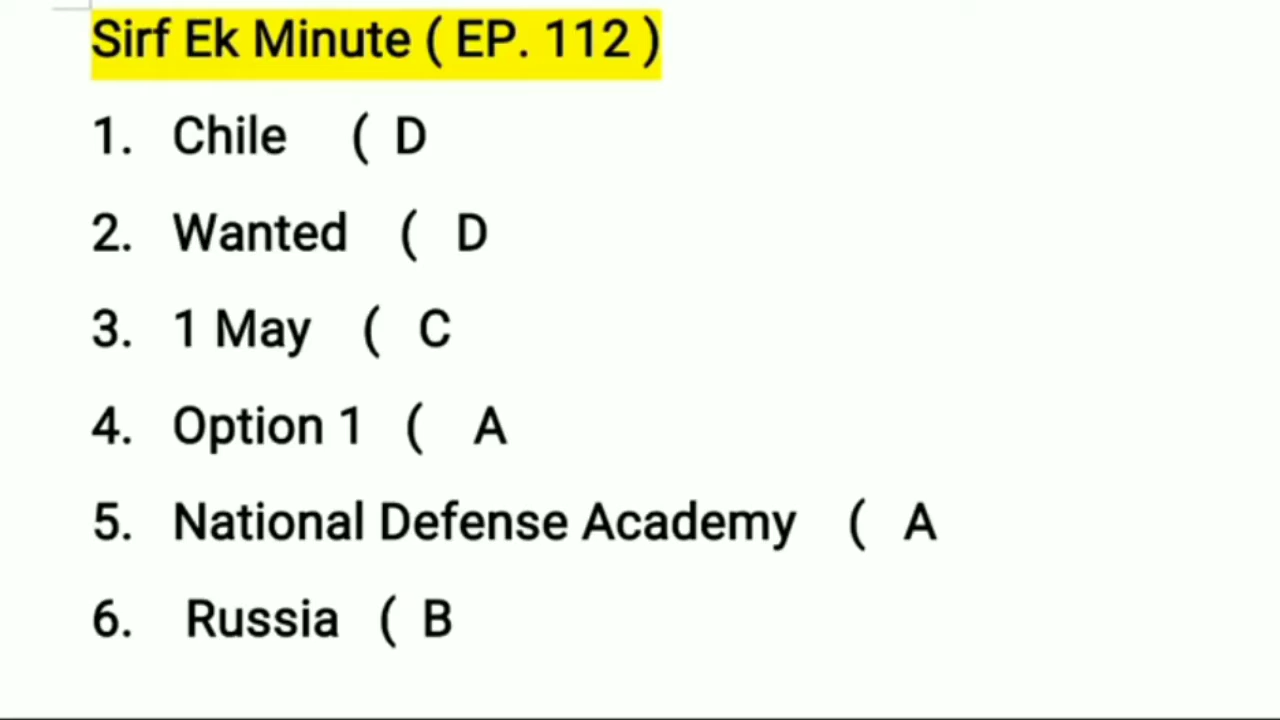 Sirf Ek Minute ( EP. 112 )
1. Chile ( D
2. Wanted ( D
3. 1 May ( C
4. Option 1 ( A
5. National Defense Academy ( A
6. Russia ( B